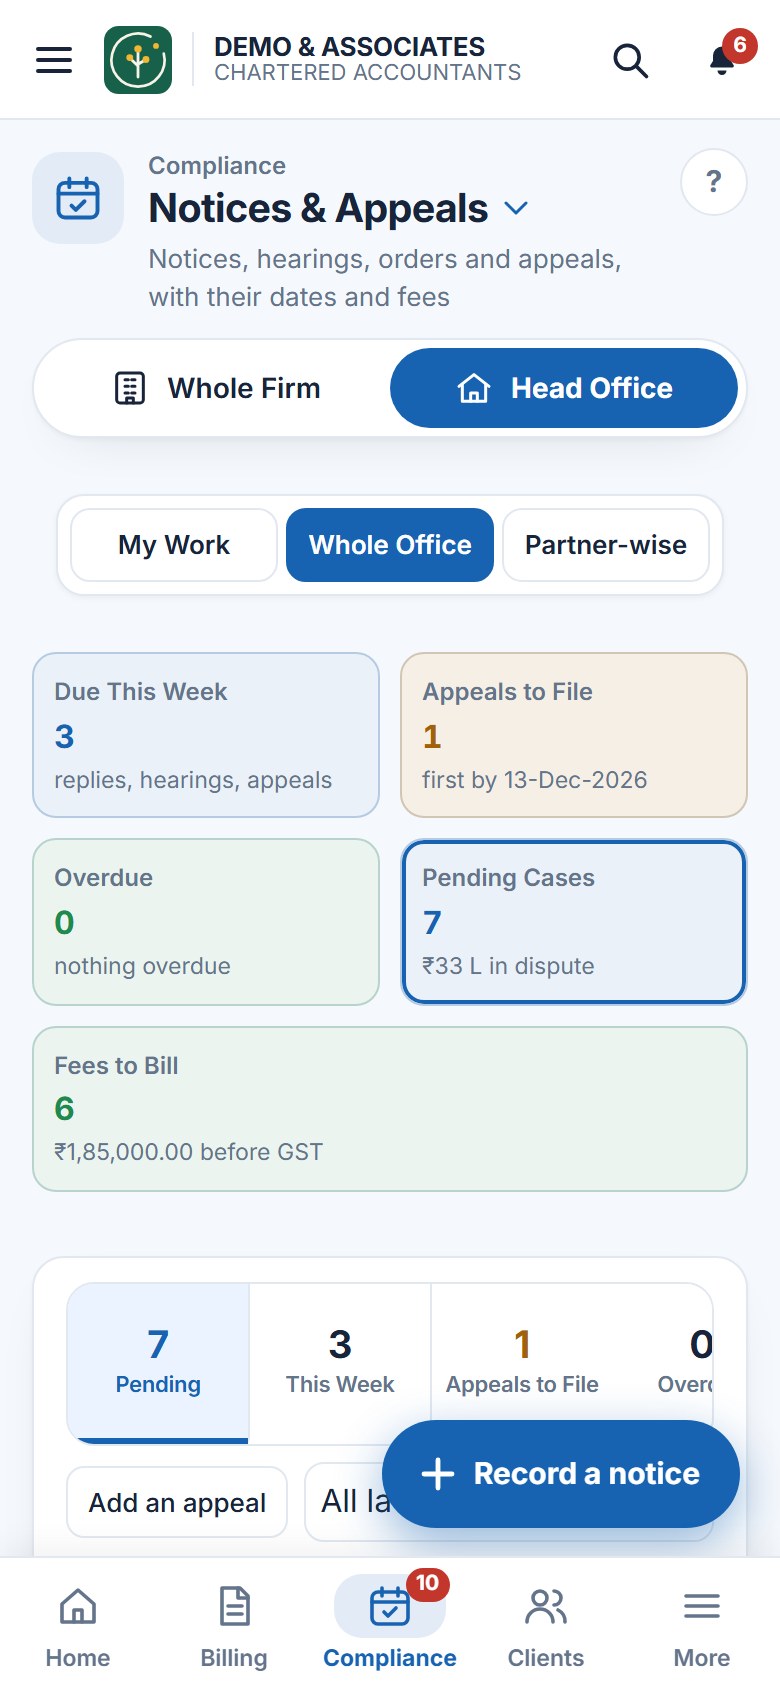 DEMO & ASSOCIATES
CHARTERED ACCOUNTANTS
6
Compliance
Notices & Appeals
?
Notices, hearings, orders and appeals,
with their dates and fees
Whole Firm
Head Office
My Work
Whole Office
Partner-wise
Due This Week
3
replies, hearings, appeals
Appeals to File
1
first by 13-Dec-2026
Overdue
0
nothing overdue
Pending Cases
7
₹33 L in dispute
Fees to Bill
6
₹1,85,000.00 before GST
7
Pending
3
This Week
1
Appeals to File
0
Add an appeal
All
Record a notice
10
Home
Billing
Compliance
Clients
More